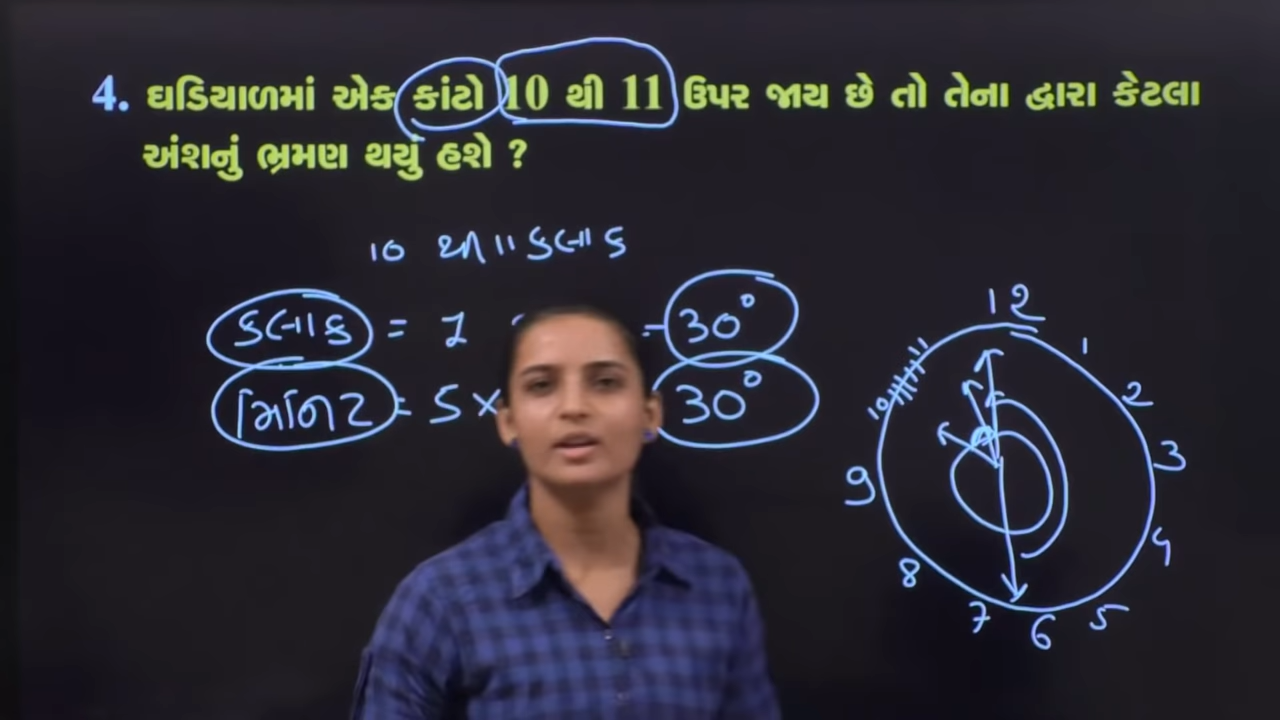 4. ઘડિયાળમાં એક કાંટો 10 થી 11 ઉપર જાય છે તો તેના દ્વારા કેટલા
અંશનું ભ્રમણ થયું હશે ?
10 થી 11 કલાક
કલાક = 1 30°
મિનિટ = 5 × 30°
12
11 1
10 2
9 3
8 4
7 5
6